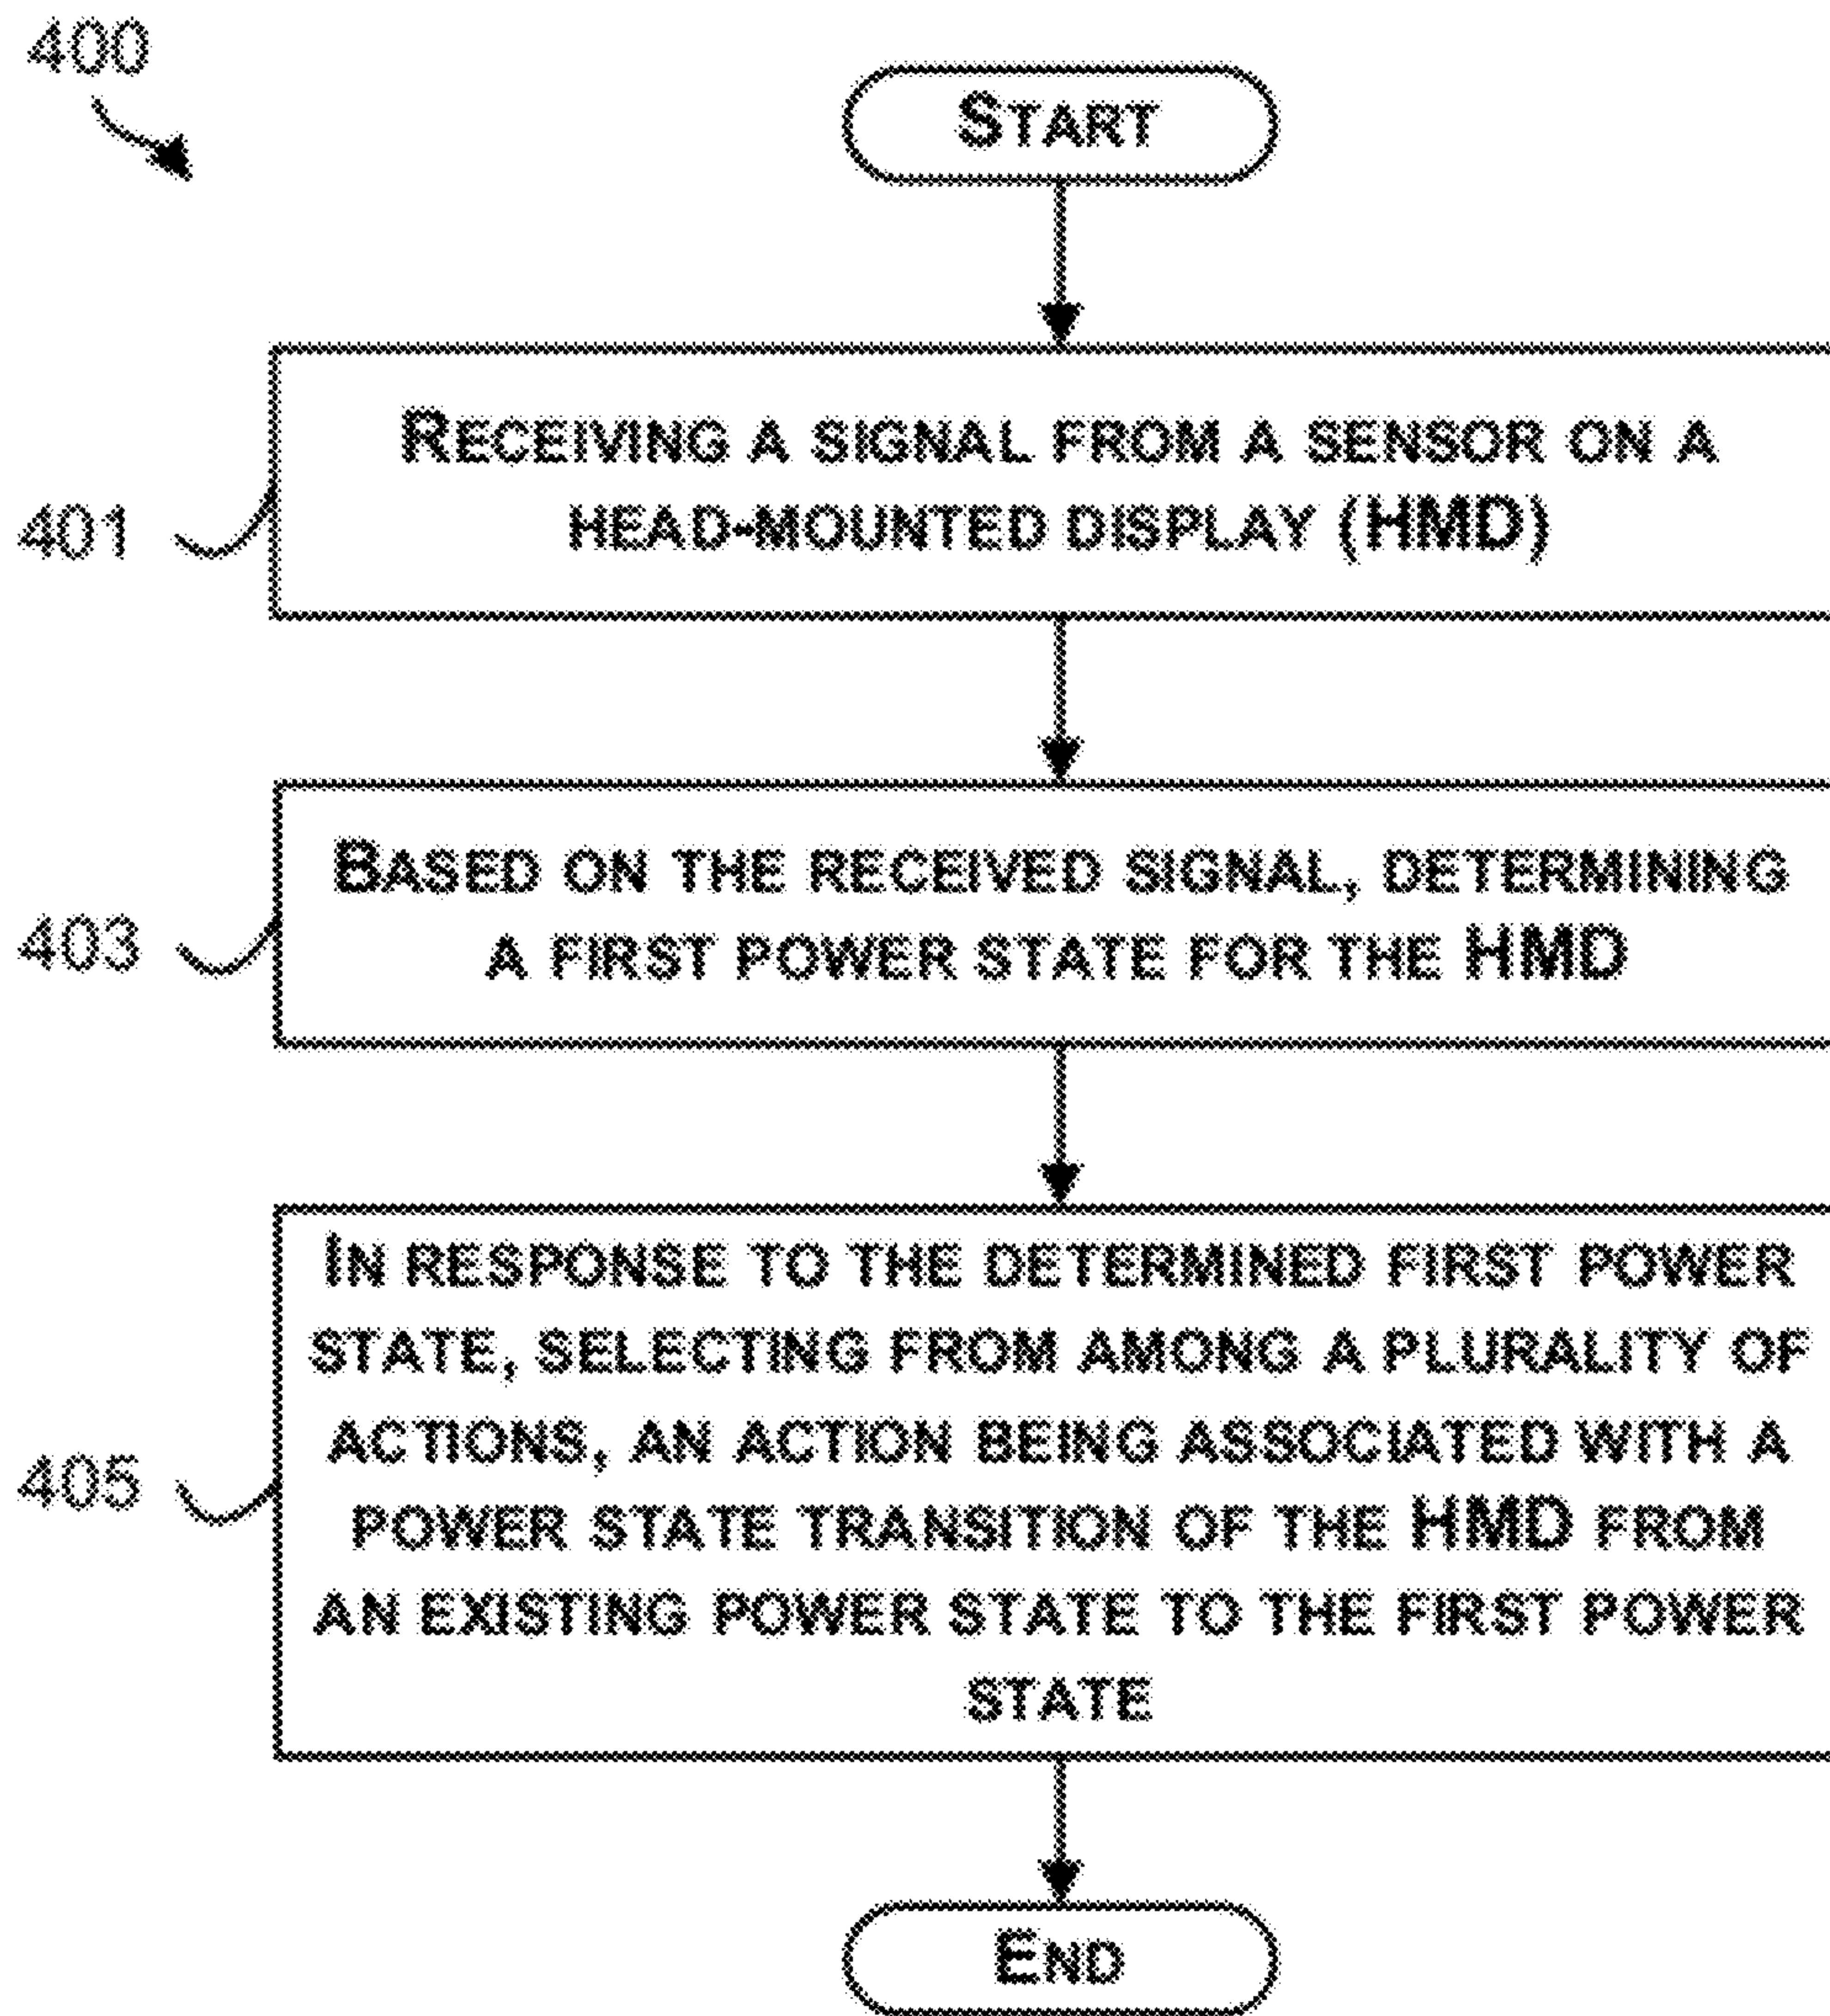 400
START
RECEIVING A SIGNAL FROM A SENSOR ON A
HEAD-MOUNTED DISPLAY (HMD)
401
BASED ON THE RECEIVED SIGNAL, DETERMINING
A FIRST POWER STATE FOR THE HMD
403
IN RESPONSE TO THE DETERMINED FIRST POWER
STATE, SELECTING FROM AMONG A PLURALITY OF
ACTIONS, AN ACTION BEING ASSOCIATED WITH A
POWER STATE TRANSITION OF THE HMD FROM
AN EXISTING POWER STATE TO THE FIRST POWER
STATE
405
END